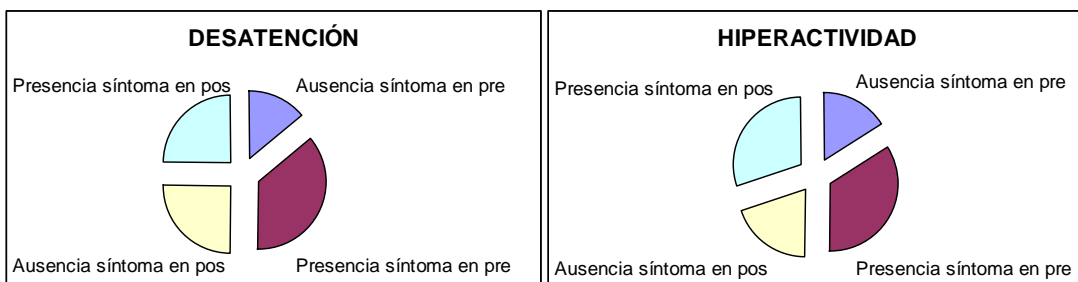 DESATENCIÓN
Presencia síntoma en pos
Ausencia síntoma en pre
Ausencia síntoma en pos
Presencia síntoma en pre
HIPERACTIVIDAD
Presencia síntoma en pos
Ausencia síntoma en pre
Ausencia síntoma en pos
Presencia síntoma en pre